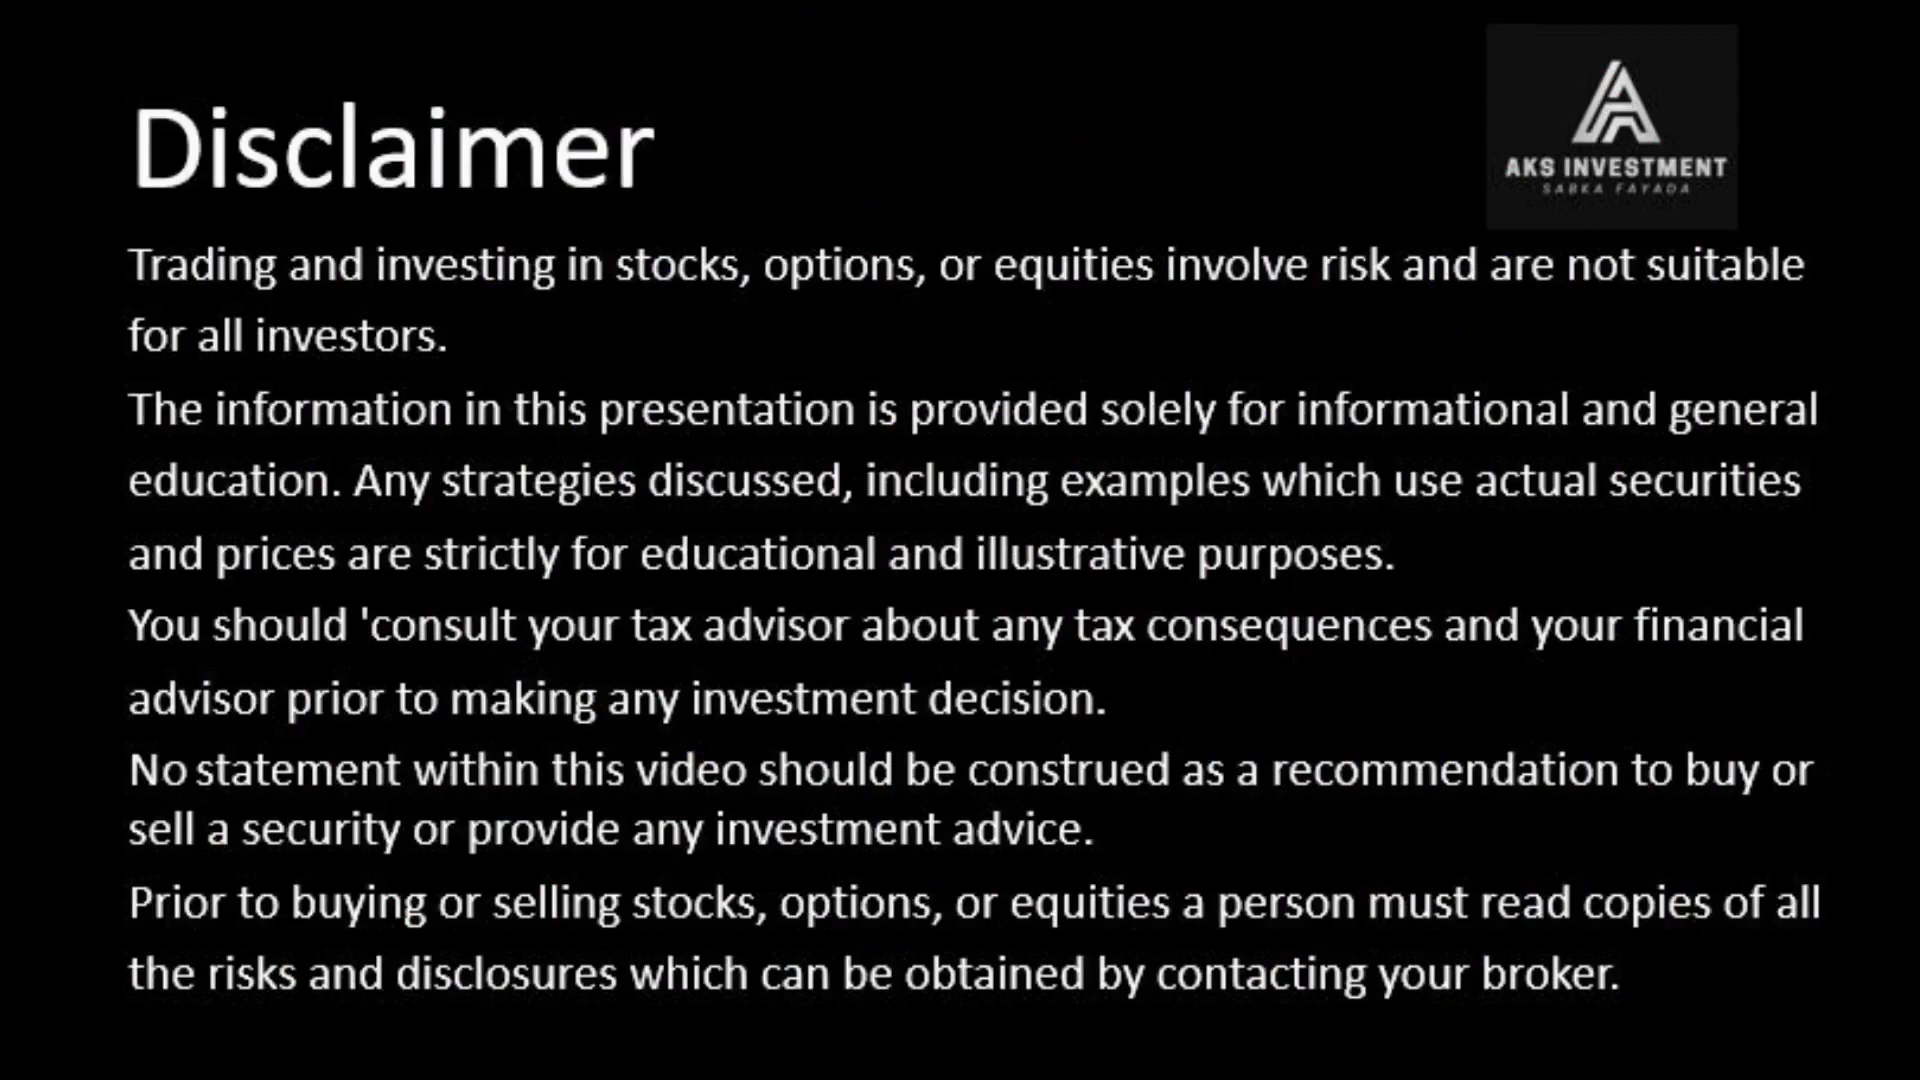 AKS INVESTMENT
SABKA FAYADA
Disclaimer
Trading and investing in stocks, options, or equities involve risk and are not suitable
for all investors.
The information in this presentation is provided solely for informational and general
education. Any strategies discussed, including examples which use actual securities
and prices are strictly for educational and illustrative purposes.
You should 'consult your tax advisor about any tax consequences and your financial
advisor prior to making any investment decision.
No statement within this video should be construed as a recommendation to buy or
sell a security or provide any investment advice.
Prior to buying or selling stocks, options, or equities a person must read copies of all
the risks and disclosures which can be obtained by contacting your broker.